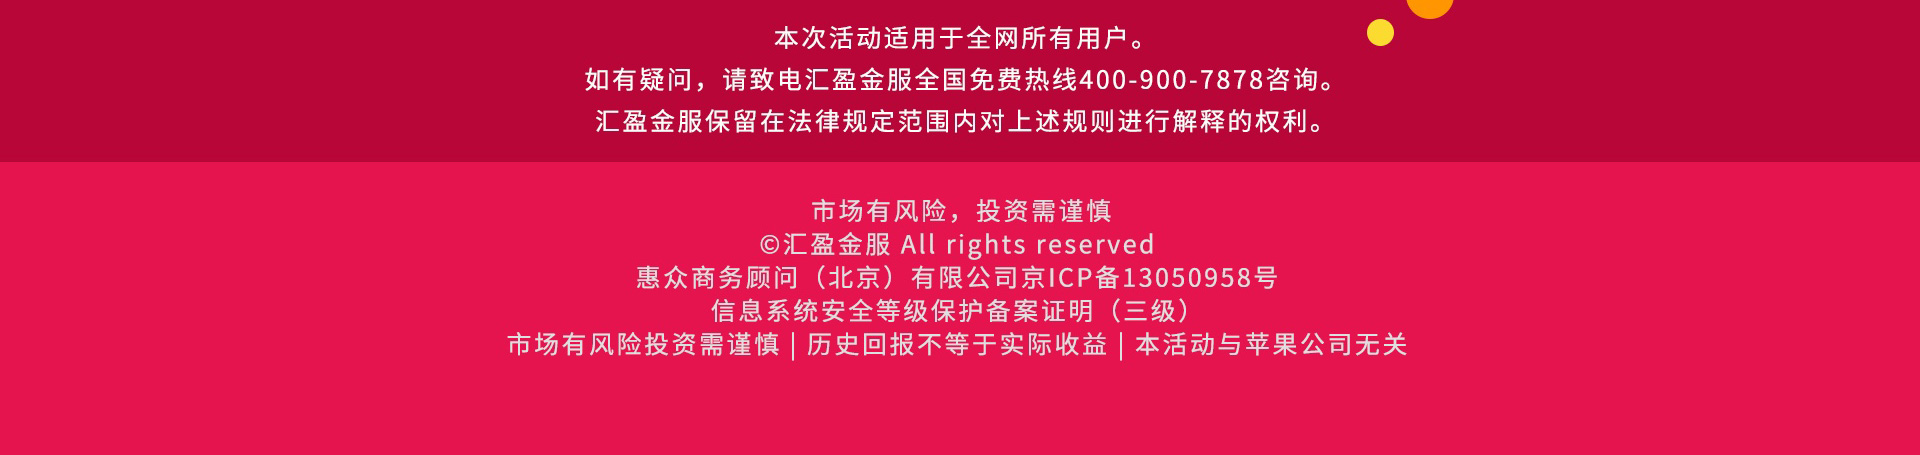 本次活动适用于全网所有用户。
如有疑问，请致电汇盈金服全国免费热线400-900-7878咨询。
汇盈金服保留在法律规定范围内对上述规则进行解释的权利。
市场有风险，投资需谨慎
©汇盈金服 All rights reserved
惠众商务顾问（北京）有限公司京ICP备13050958号
信息系统安全等级保护备案证明（三级）
市场有风险投资需谨慎 | 历史回报不等于实际收益 | 本活动与苹果公司无关